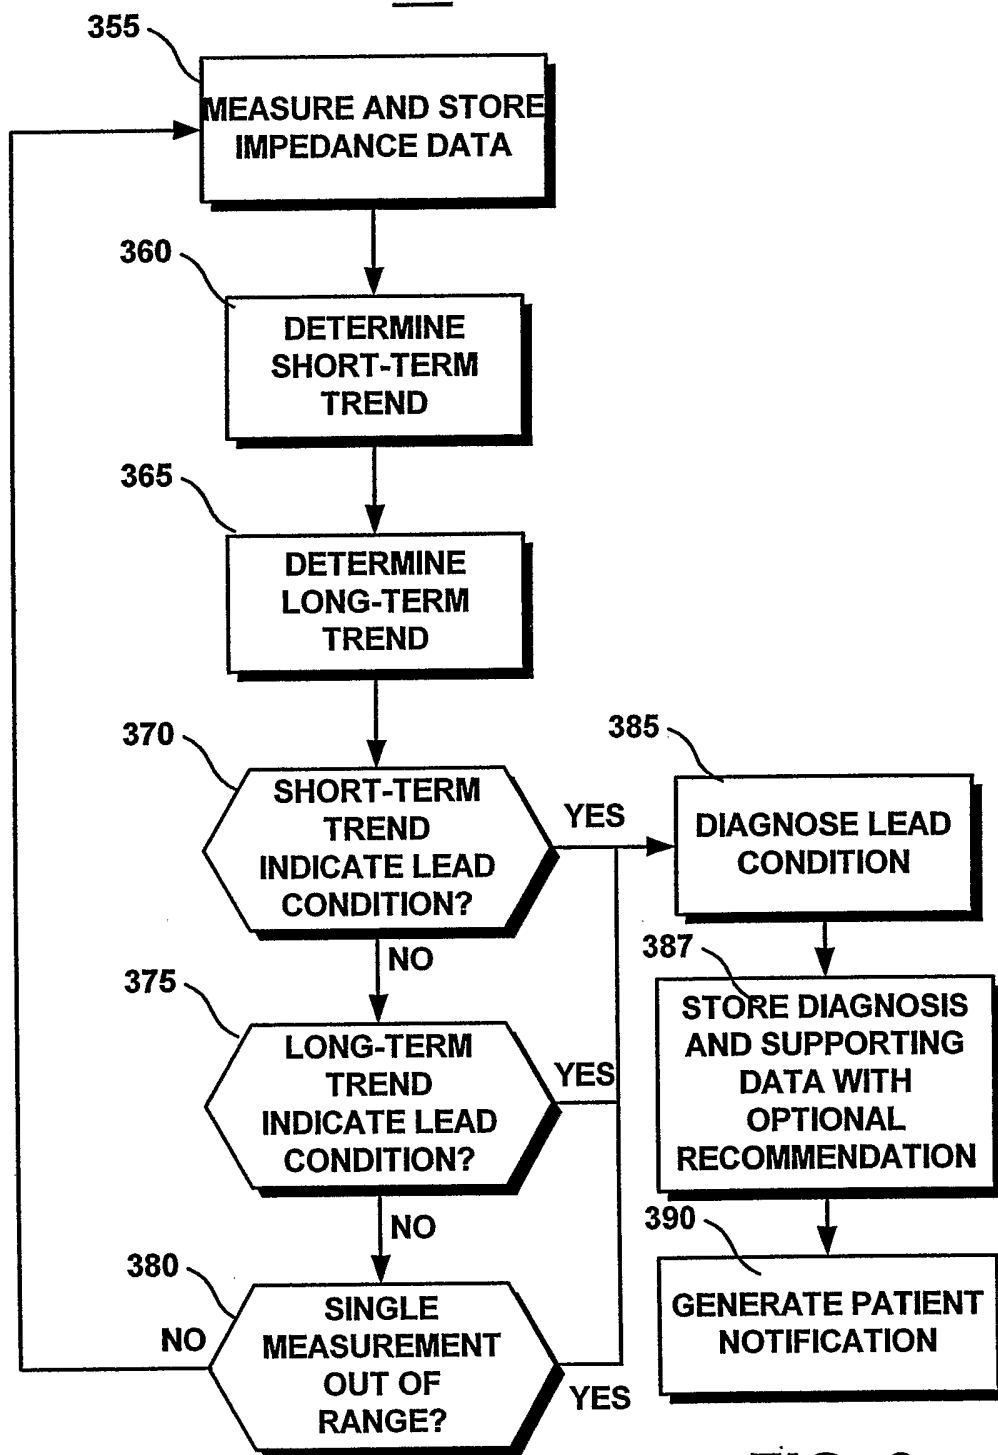 355
MEASURE AND STORE
IMPEDANCE DATA
360
DETERMINE
SHORT-TERM
TREND
365
DETERMINE
LONG-TERM
TREND
370
SHORT-TERM
TREND
INDICATE LEAD
CONDITION?
YES
NO
375
LONG-TERM
TREND
INDICATE LEAD
CONDITION?
YES
NO
380
SINGLE
MEASUREMENT
OUT OF
RANGE?
NO
YES
385
DIAGNOSE LEAD
CONDITION
387
STORE DIAGNOSIS
AND SUPPORTING
DATA WITH
OPTIONAL
RECOMMENDATION
390
GENERATE PATIENT
NOTIFICATION